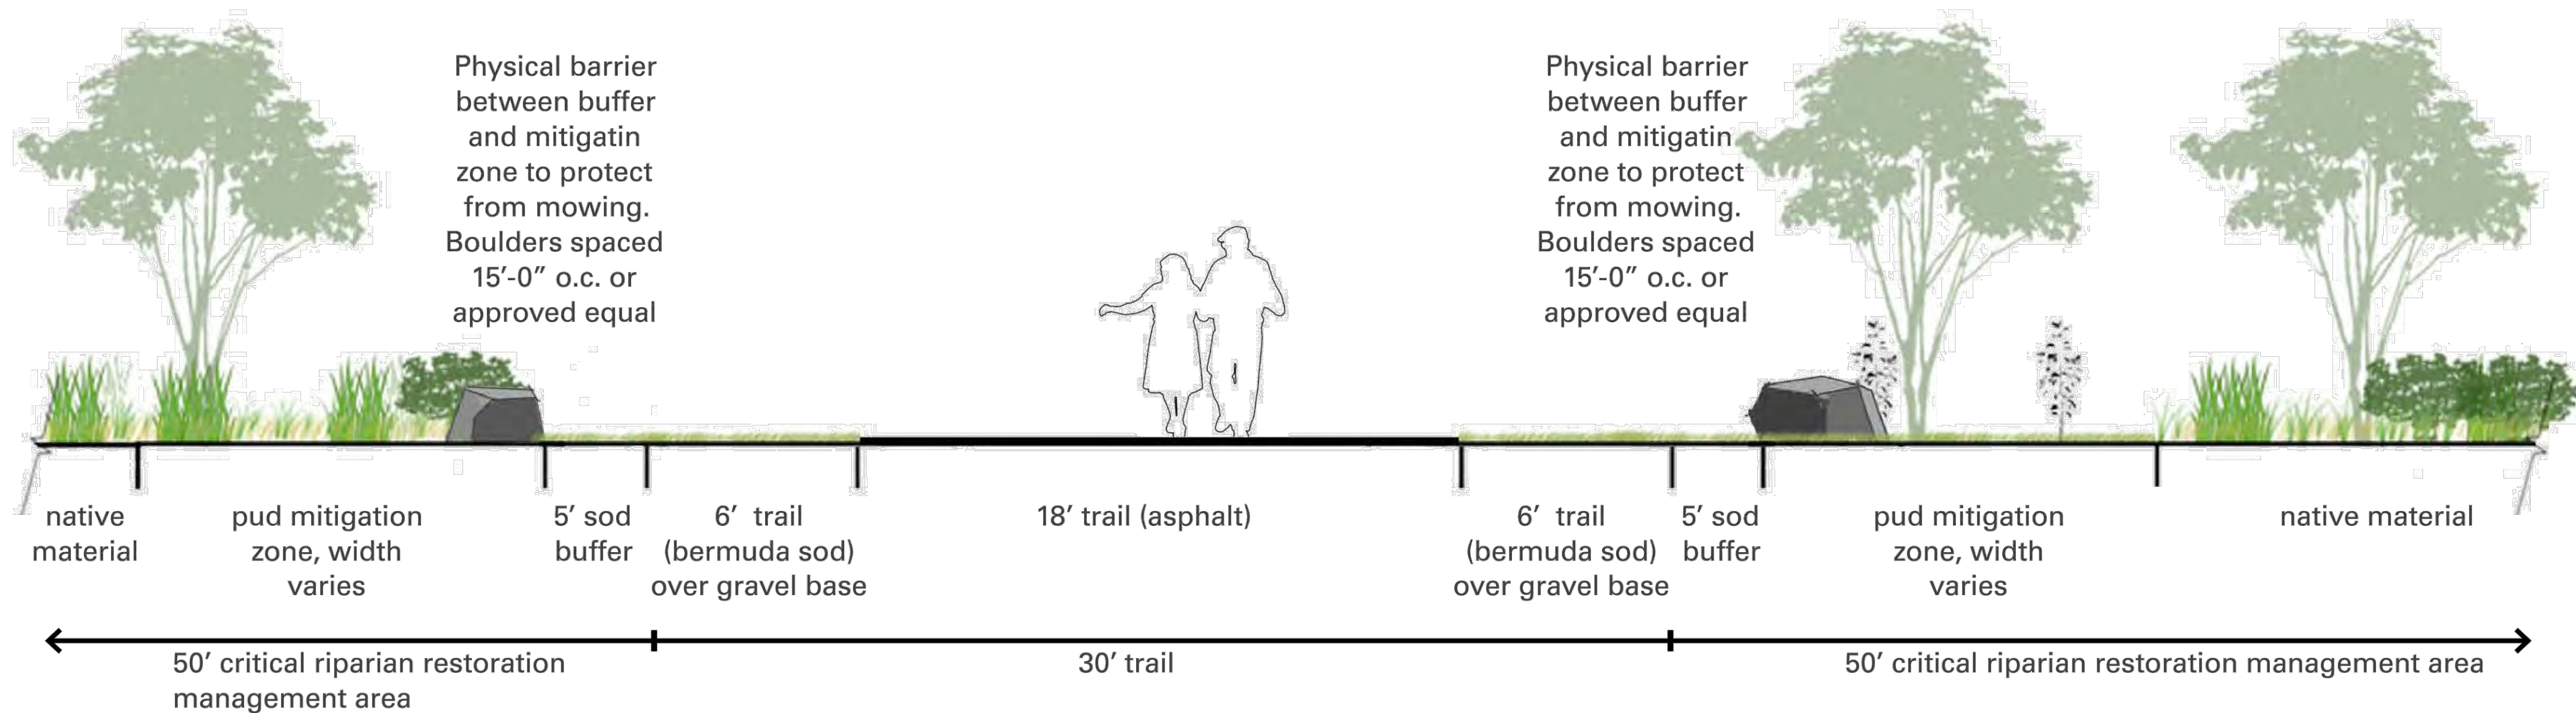 Physical barrier
between buffer
and mitigatin
zone to protect
from mowing.
Boulders spaced
15’-0” o.c. or
approved equal
Physical barrier
between buffer
and mitigatin
zone to protect
from mowing.
Boulders spaced
15’-0” o.c. or
approved equal
native
material
pud mitigation
zone, width
varies
5’ sod
buffer
6’ trail
(bermuda sod)
over gravel base
18’ trail (asphalt)
6’ trail
(bermuda sod)
over gravel base
5’ sod
buffer
pud mitigation
zone, width
varies
native material
50’ critical riparian restoration
management area
30’ trail
50’ critical riparian restoration management area